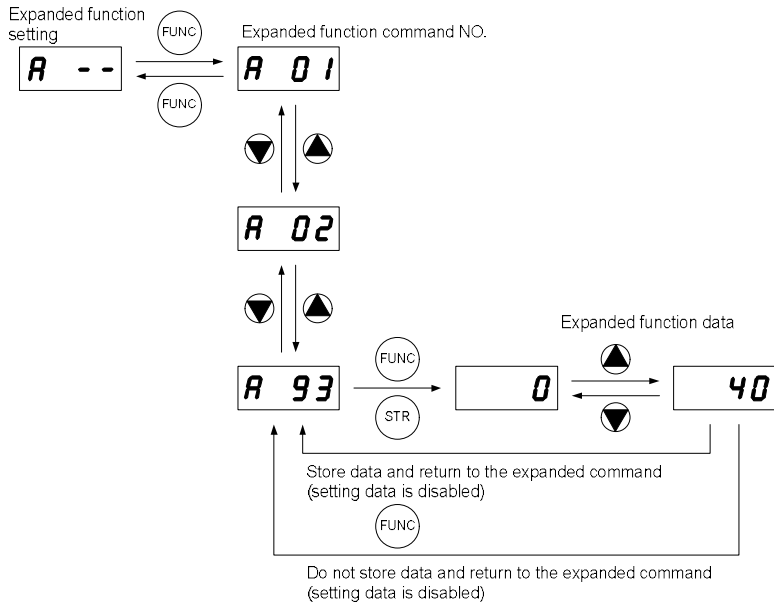 Expanded function
setting
FUNC
Expanded function command NO.
A --
A 01
FUNC
A 02
Expanded function data
FUNC
A 93
0
40
STR
Store data and return to the expanded command
(setting data is disabled)
FUNC
Do not store data and return to the expanded command
(setting data is disabled)